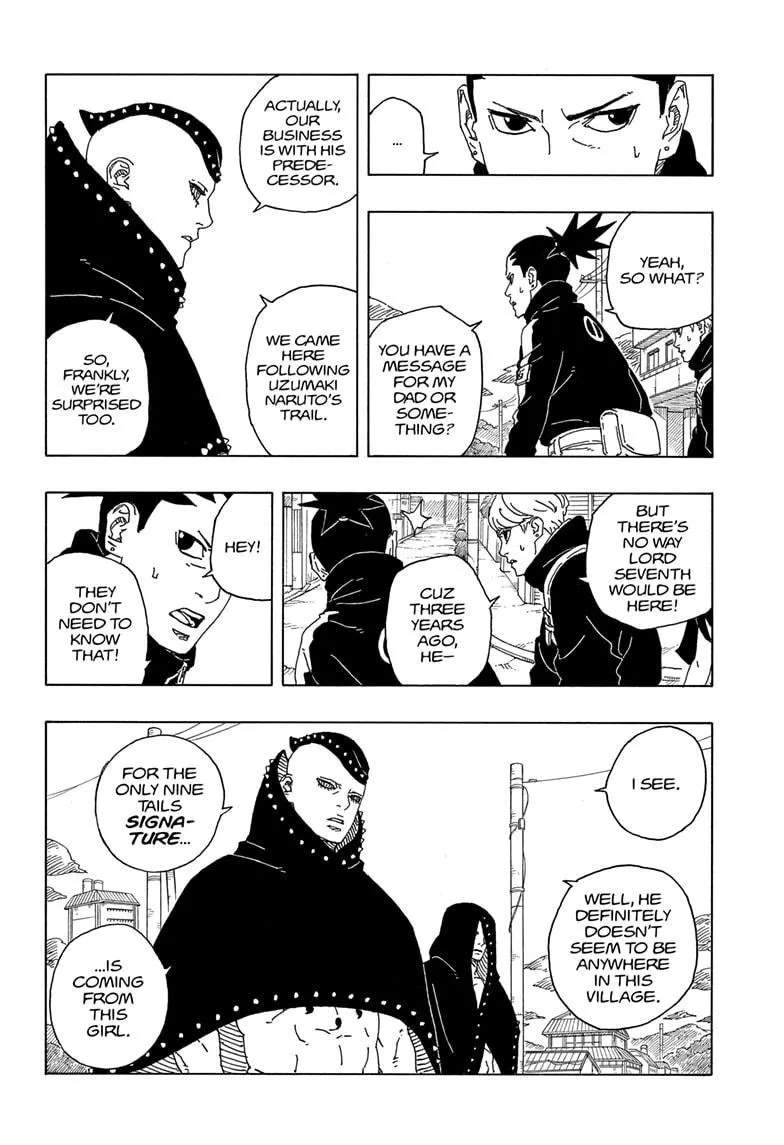 ...
YEAH,
SO WHAT?
YOU HAVE A
MESSAGE
FOR MY
DAD OR
SOME-
THING?
ACTUALLY,
OUR
BUSINESS
IS WITH HIS
PREDE-
CESSOR.
WE CAME
HERE
FOLLOWING
UZUMAKI
NARUTO'S
TRAIL.
SO,
FRANKLY,
WE'RE
SURPRISED
TOO.
BUT
THERE'S
NO WAY
LORD
SEVENTH
WOULD BE
HERE!
CUZ
THREE
YEARS
AGO,
HE—
HEY!
THEY
DON'T
NEED TO
KNOW
THAT!
I SEE.
WELL, HE
DEFINITELY
DOESN'T
SEEM TO BE
ANYWHERE
IN THIS
VILLAGE.
FOR THE
ONLY NINE
TAILS
SIGNA-
TURE...
...IS
COMING
FROM
THIS
GIRL.